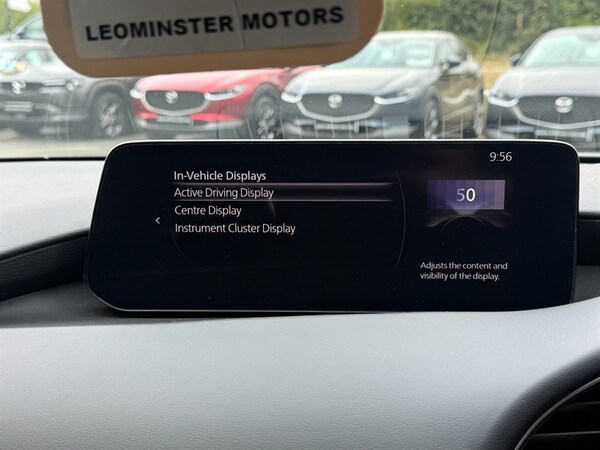 LEOMINSTER MOTORS
9:56
In-Vehicle Displays
Active Driving Display
50
Centre Display
Instrument Cluster Display
Adjusts the content and
visibility of the display.